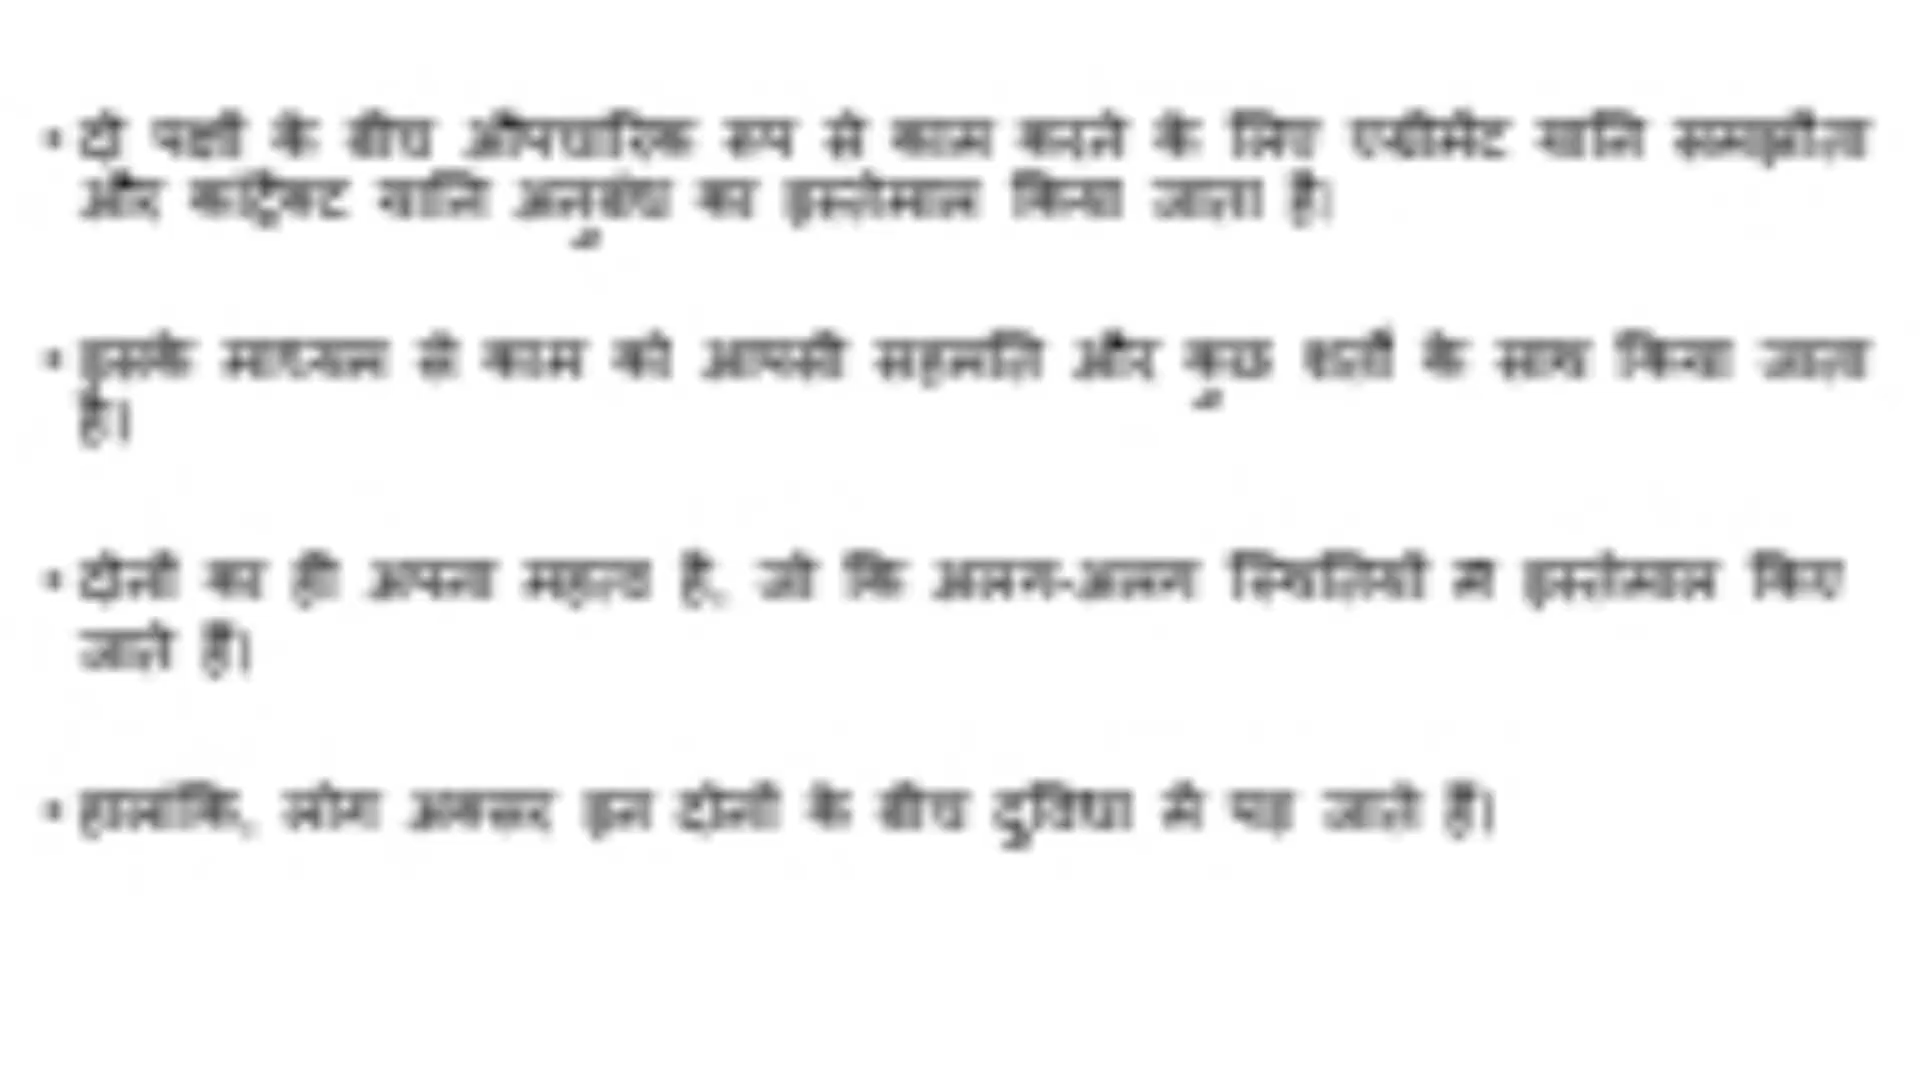 • दो पक्षों के बीच औपचारिक रूप से काम करने के लिए एग्रीमेंट यानि समझौता
और कांट्रेक्ट यानि अनुबंध का इस्तेमाल किया जाता है।
• इसके माध्यम से काम को आपसी सहमति और कुछ शर्तों के साथ किया जाता
है।
• दोनों का ही अपना महत्व है, जो कि अलग-अलग स्थितियों में इस्तेमाल किए
जाते हैं।
• हालांकि, लोग अक्सर इन दोनों के बीच दुविधा में पड़ जाते हैं।